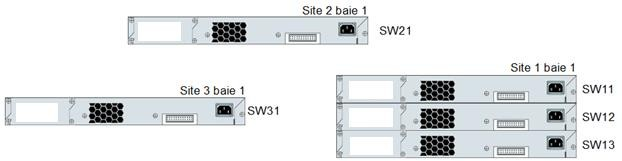 Site 2 baie 1
SW21
Site 1 baie 1
Site 3 baie 1
SW11
SW31
SW12
SW13